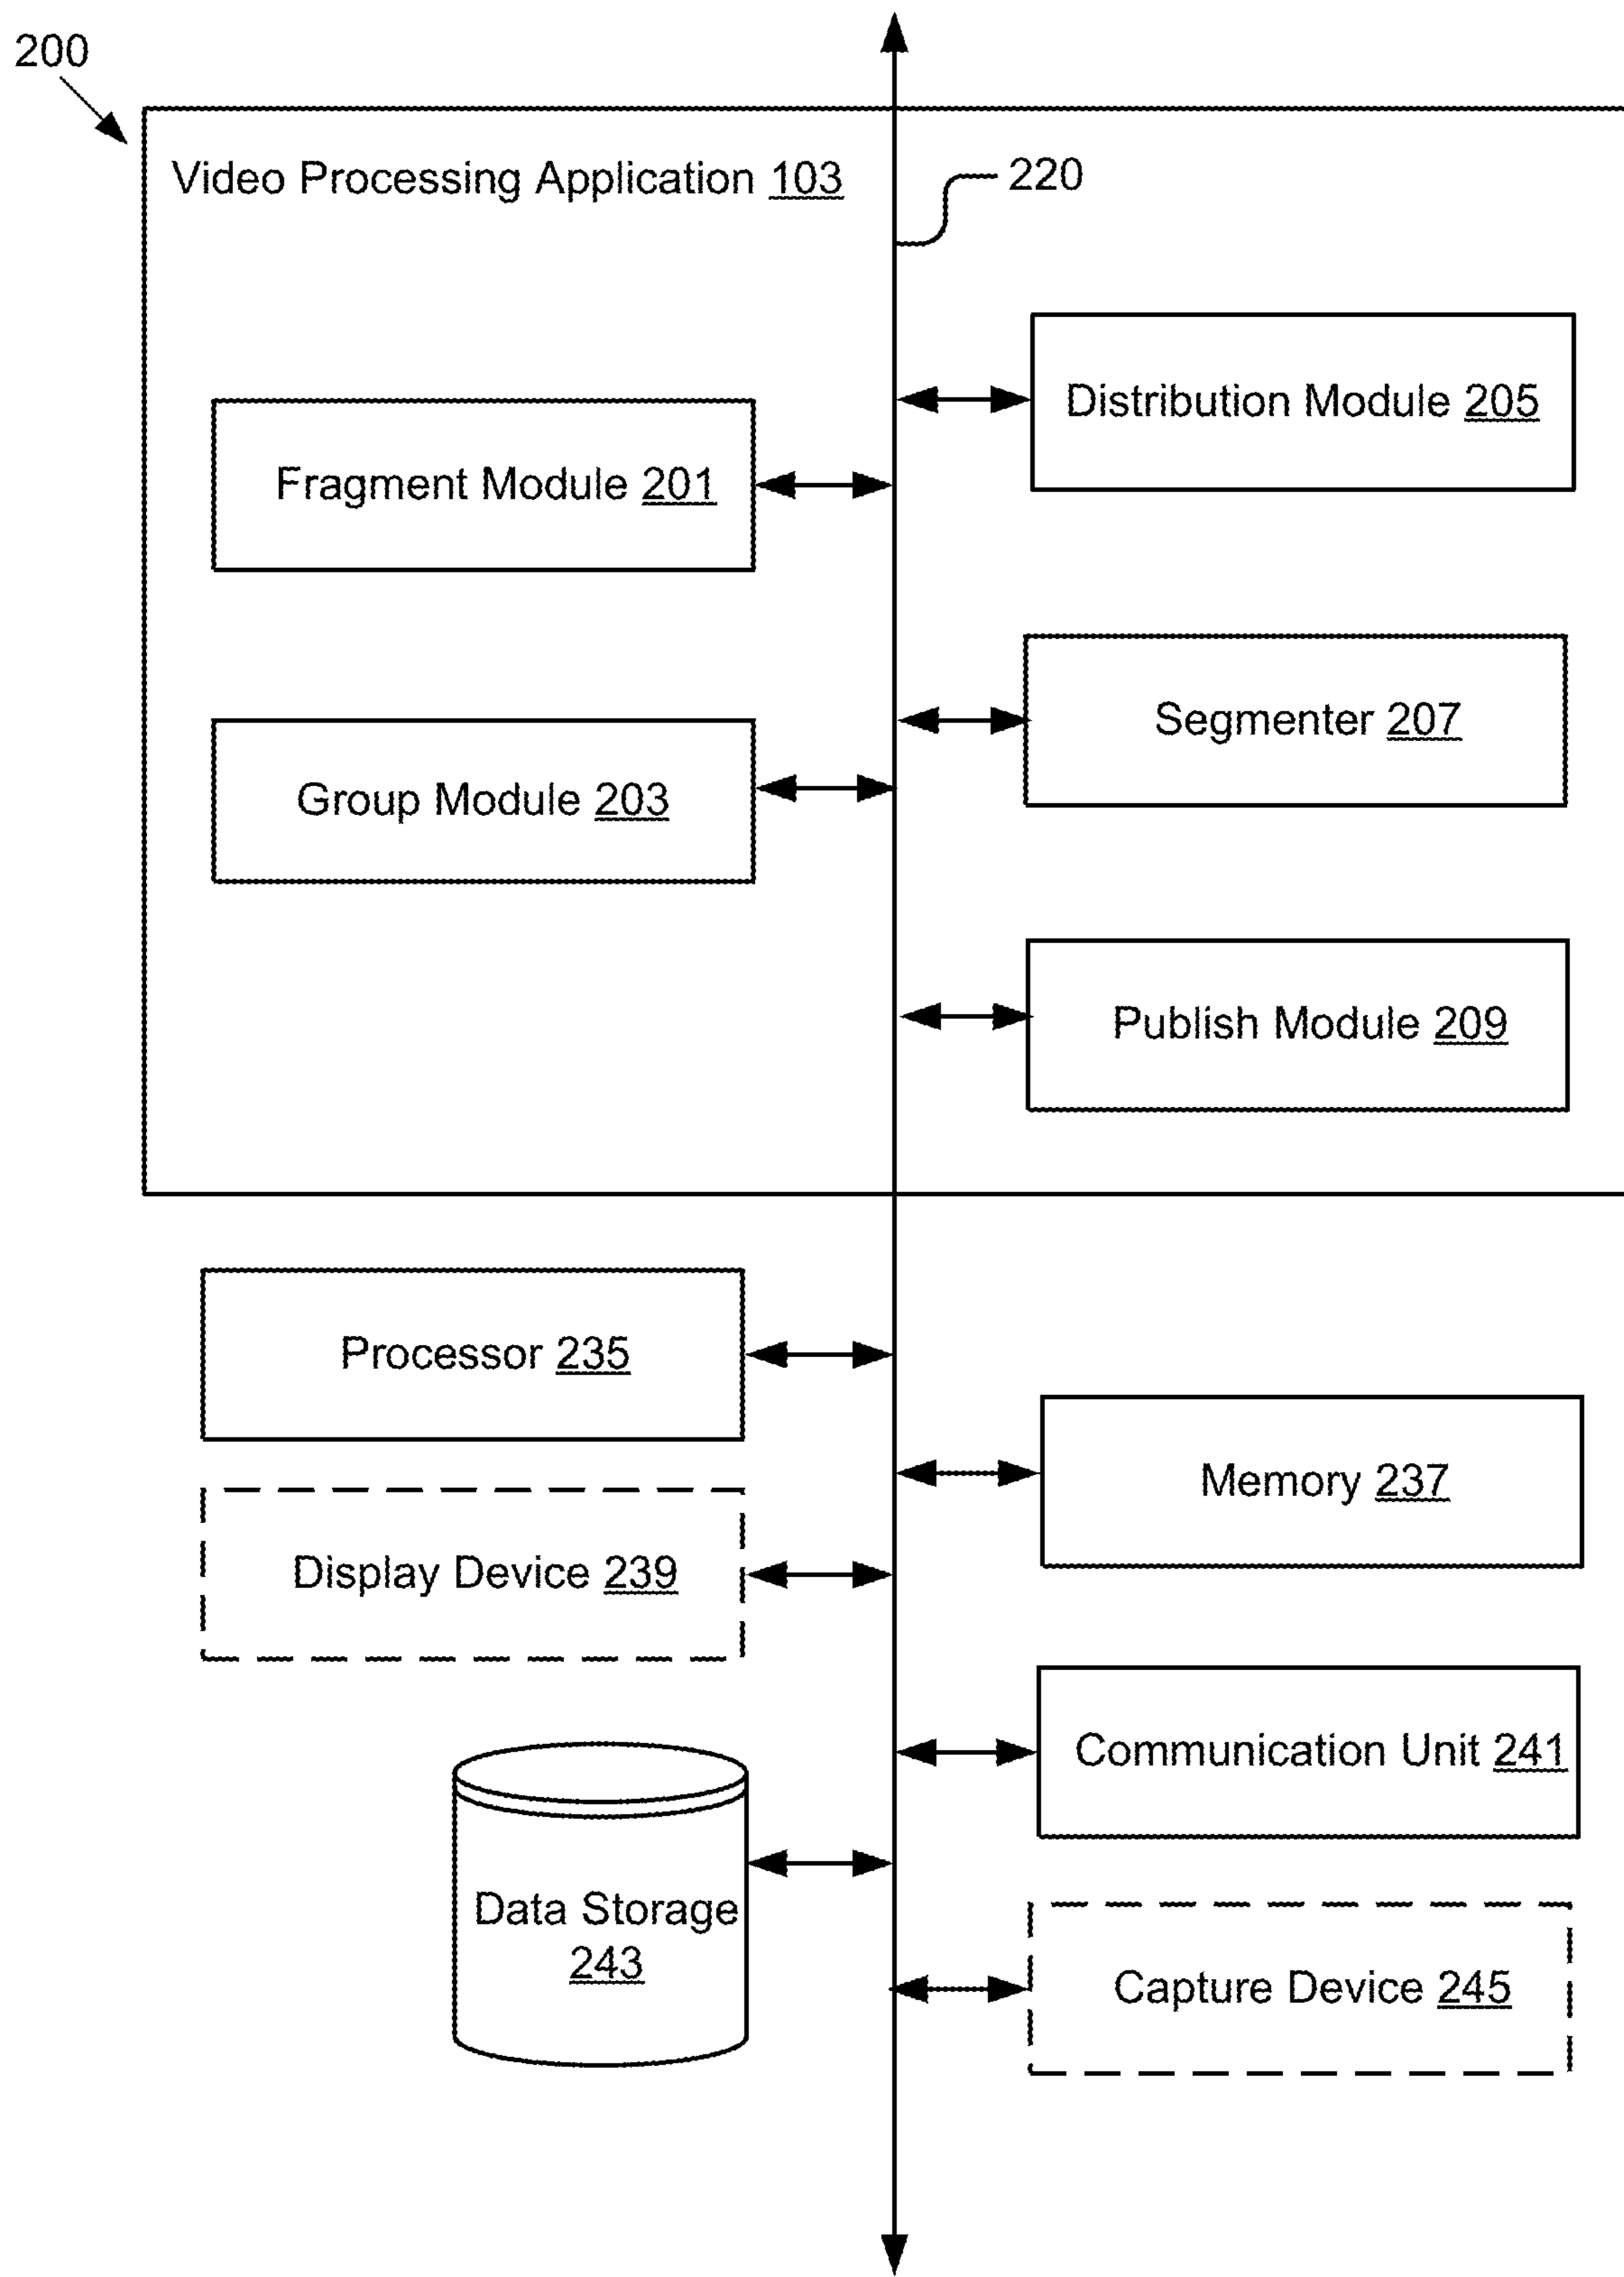 200
Video Processing Application 103
220
Distribution Module 205
Fragment Module 201
Segmenter 207
Group Module 203
Publish Module 209
Processor 235
Memory 237
Display Device 239
Communication Unit 241
Data Storage
243
Capture Device 245